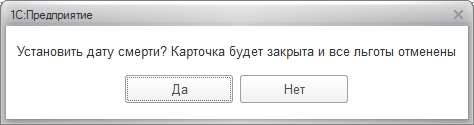 1С:Предприятие
Установить дату смерти? Карточка будет закрыта и все льготы отменены
Да
Нет